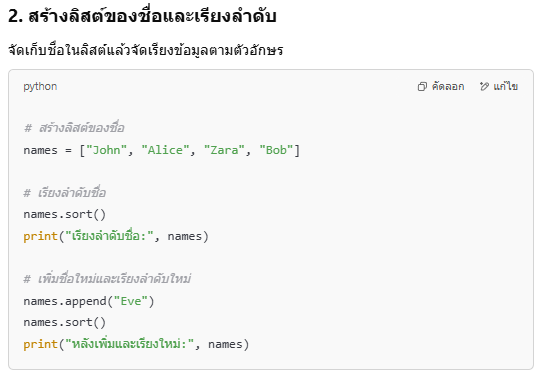 2. สร้างลิสต์ของชื่อและเรียงลำดับ
จัดเก็บชื่อในลิสต์แล้วจัดเรียงข้อมูลตามตัวอักษร
python
คัดลอก
แก้ไข
# สร้างลิสต์ของชื่อ
names = ["John", "Alice", "Zara", "Bob"]
# เรียงลำดับชื่อ
names.sort()
print("เรียงลำดับชื่อ:", names)
# เพิ่มชื่อใหม่และเรียงลำดับใหม่
names.append("Eve")
names.sort()
print("หลังเพิ่มและเรียงใหม่:", names)